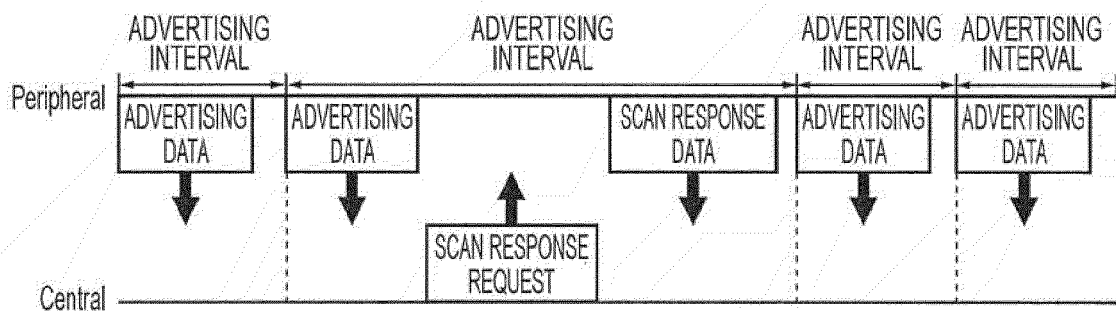 ADVERTISING
INTERVAL
ADVERTISING
INTERVAL
ADVERTISING
INTERVAL
ADVERTISING
INTERVAL
Peripheral
ADVERTISING
DATA
ADVERTISING
DATA
SCAN RESPONSE
DATA
ADVERTISING
DATA
ADVERTISING
DATA
SCAN RESPONSE
REQUEST
Central